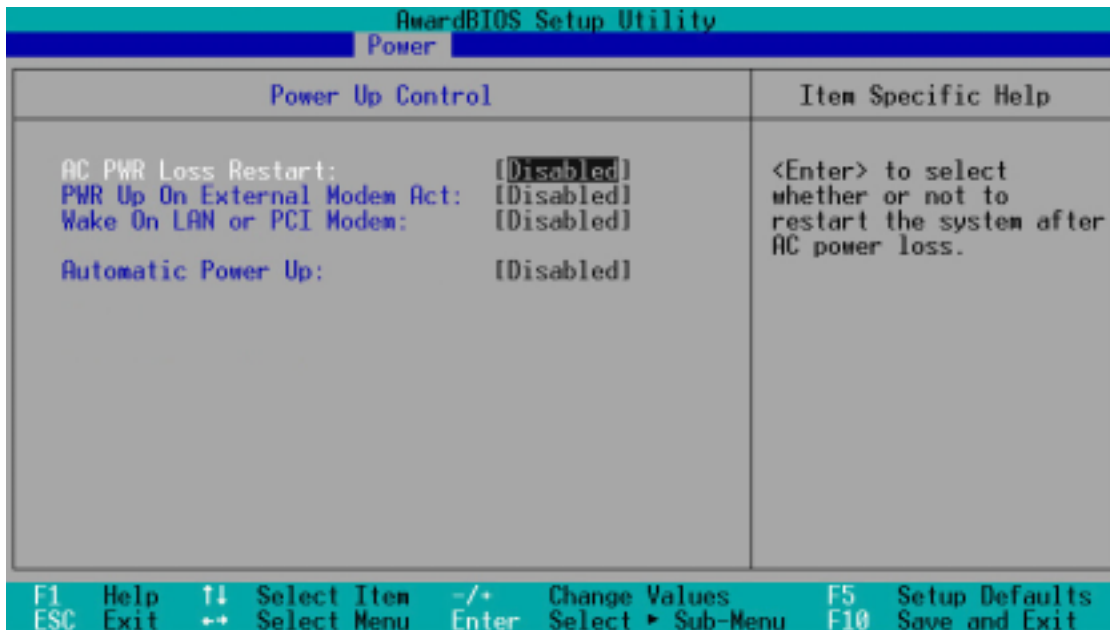 AwardBIOS Setup Utility
Power
Power Up Control
Item Specific Help
AC PWR Loss Restart: [Disabled]
PWR Up On External Modem Act: [Disabled]
Wake On LAN or PCI Modem: [Disabled]
Automatic Power Up: [Disabled]
<Enter> to select
whether or not to
restart the system after
AC power loss.
F1 Help ↑↓ Select Item -/+ Change Values F5 Setup Defaults
ESC Exit ←→ Select Menu Enter Select ► Sub-Menu F10 Save and Exit